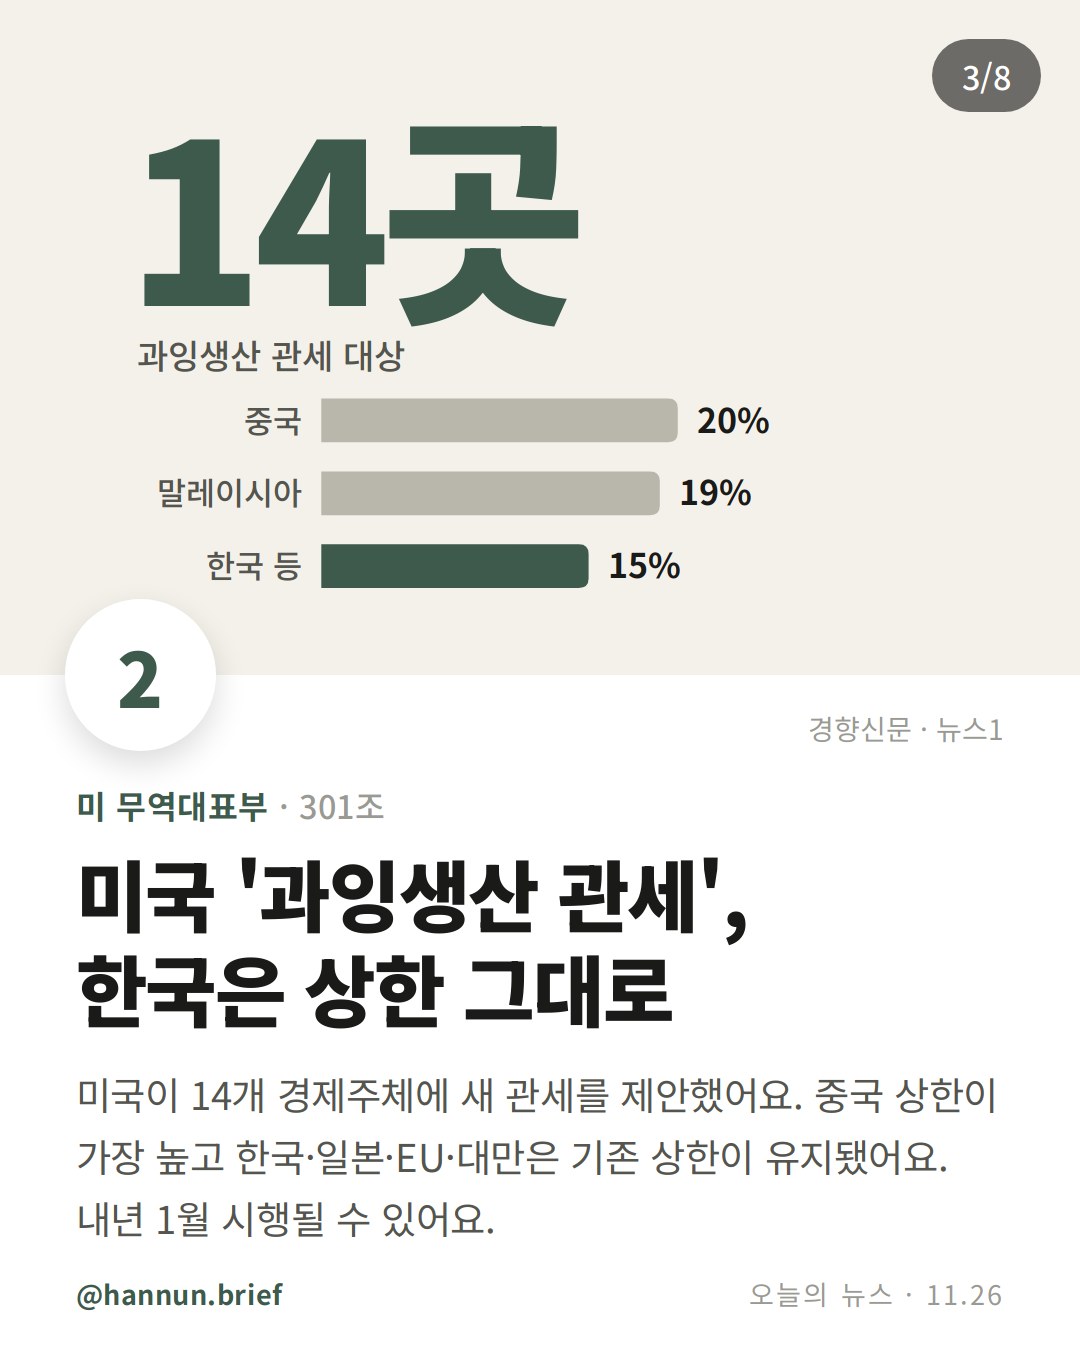 3/8
14곳
과잉생산 관세 대상
중국 20%
말레이시아 19%
한국 등 15%
2
경향신문 · 뉴스1
미 무역대표부 · 301조
미국 '과잉생산 관세',
한국은 상한 그대로
미국이 14개 경제주체에 새 관세를 제안했어요. 중국 상한이
가장 높고 한국·일본·EU·대만은 기존 상한이 유지됐어요.
내년 1월 시행될 수 있어요.
@hannun.brief
오늘의 뉴스 · 11.26